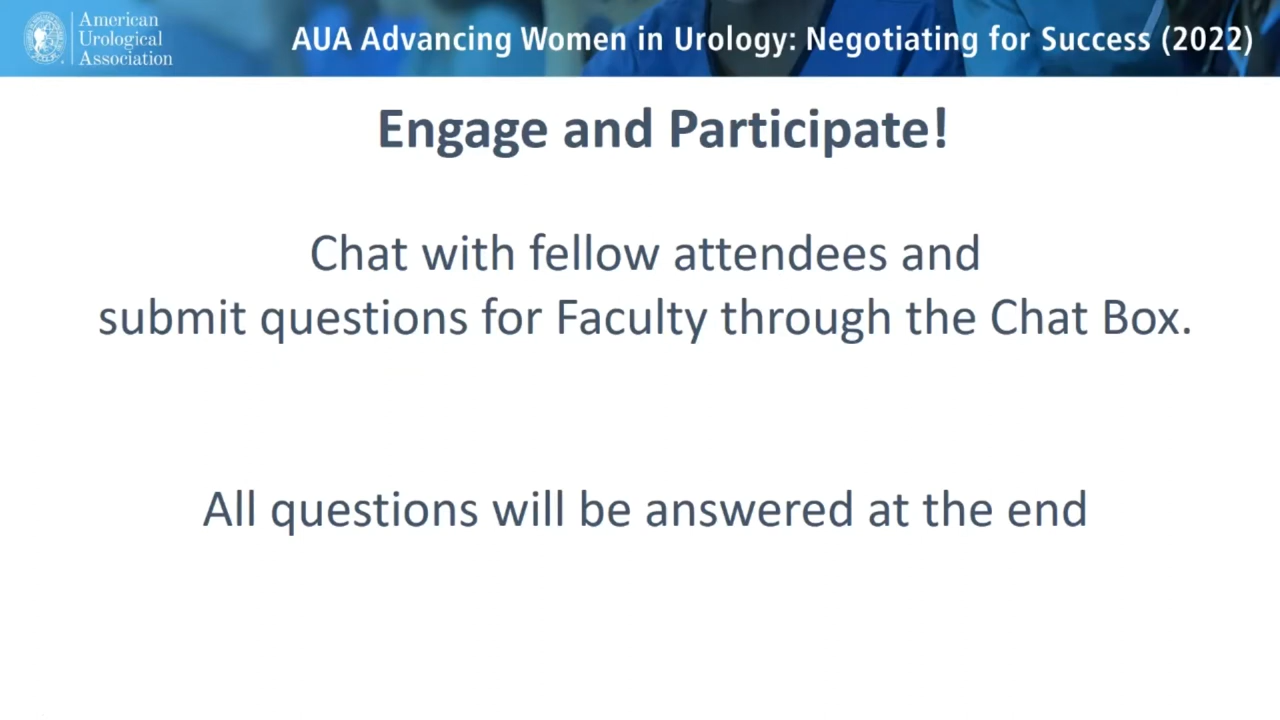 American
Urological
Association
AUA Advancing Women in Urology: Negotiating for Success (2022)
Engage and Participate!
Chat with fellow attendees and
submit questions for Faculty through the Chat Box.
All questions will be answered at the end